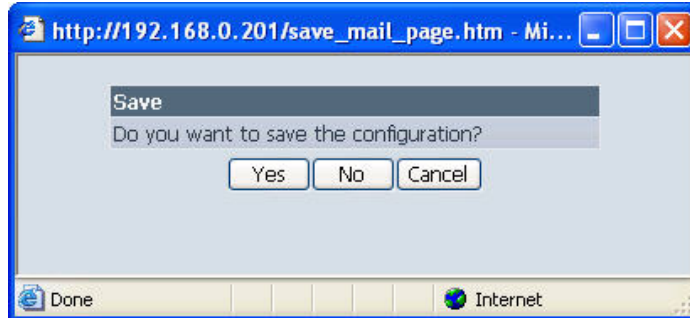 http://192.168.0.201/save_mail_page.htm - Mi...
Save
Do you want to save the configuration?
Yes No Cancel
Done Internet